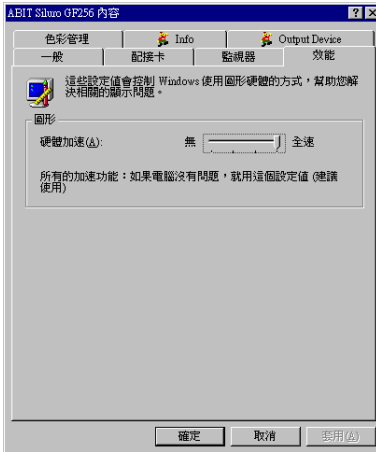 ABIT Siluro GF256 內容
色彩管理
Info
Output Device
一般
配接卡
監視器
效能
這些設定值會控制 Windows 使用圖形硬體的方式，幫助您解
決相關的顯示問題。
圖形
硬體加速(A):
無
全速
所有的加速功能：如果電腦沒有問題，就用這個設定值 (建議
使用)
確定
取消
套用(A)